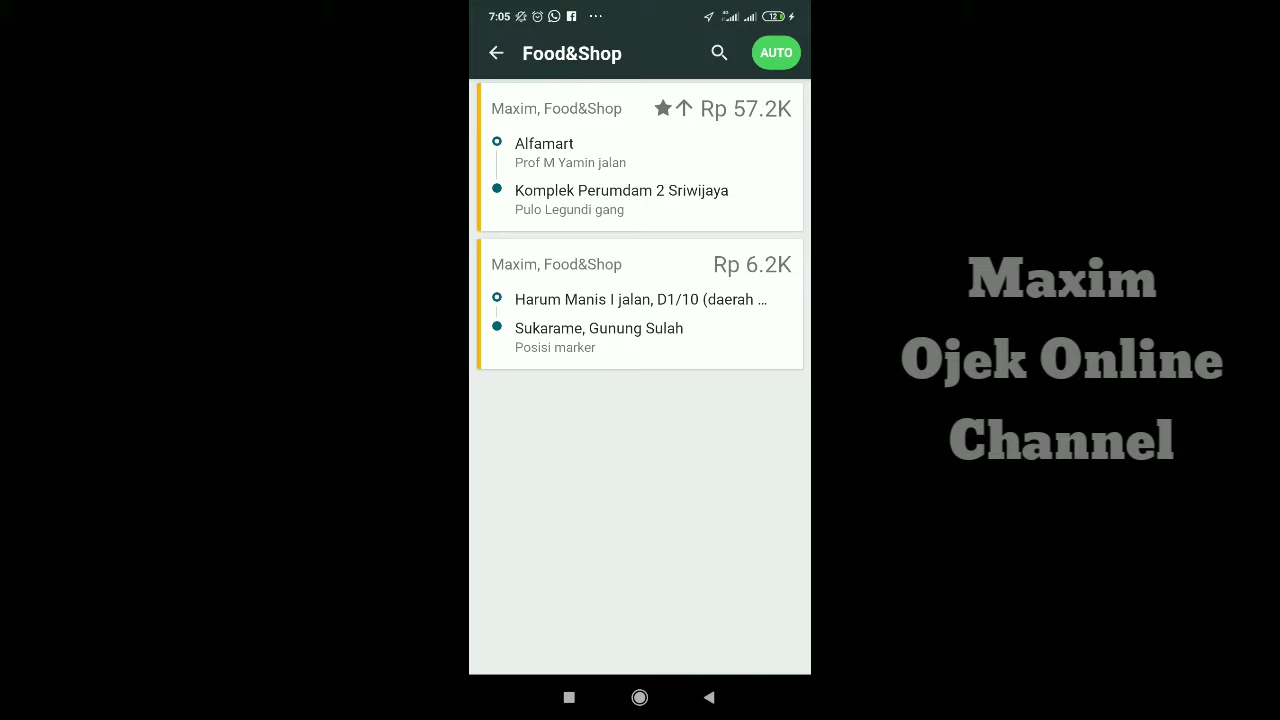 7:05
12
Food&Shop
AUTO
Maxim, Food&Shop
Rp 57.2K
Alfamart
Prof M Yamin jalan
Komplek Perumdam 2 Sriwijaya
Pulo Legundi gang
Maxim, Food&Shop
Rp 6.2K
Harum Manis I jalan, D1/10 (daerah ...
Sukarame, Gunung Sulah
Posisi marker
Maxim
Ojek Online
Channel